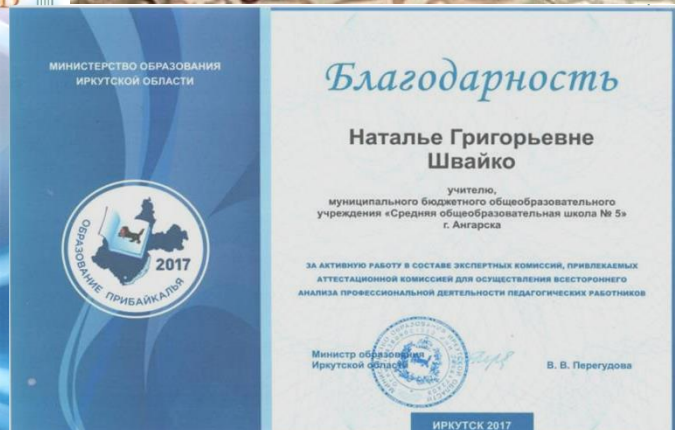 МИНИСТЕРСТВО ОБРАЗОВАНИЯ
ИРКУТСКОЙ ОБЛАСТИ
ОБРАЗОВАНИЕ ПРИБАЙКАЛЬЯ
2017
Благодарность
Наталье Григорьевне
Швайко
учителю,
муниципального бюджетного общеобразовательного
учреждения «Средняя общеобразовательная школа № 5»
г. Ангарска
ЗА АКТИВНУЮ РАБОТУ В СОСТАВЕ ЭКСПЕРТНЫХ КОМИССИЙ, ПРИВЛЕКАЕМЫХ
АТТЕСТАЦИОННОЙ КОМИССИЕЙ ДЛЯ ОСУЩЕСТВЛЕНИЯ ВСЕСТОРОННЕГО
АНАЛИЗА ПРОФЕССИОНАЛЬНОЙ ДЕЯТЕЛЬНОСТИ ПЕДАГОГИЧЕСКИХ РАБОТНИКОВ
Министр образования
Иркутской области
В. В. Перегудова
ИРКУТСК 2017